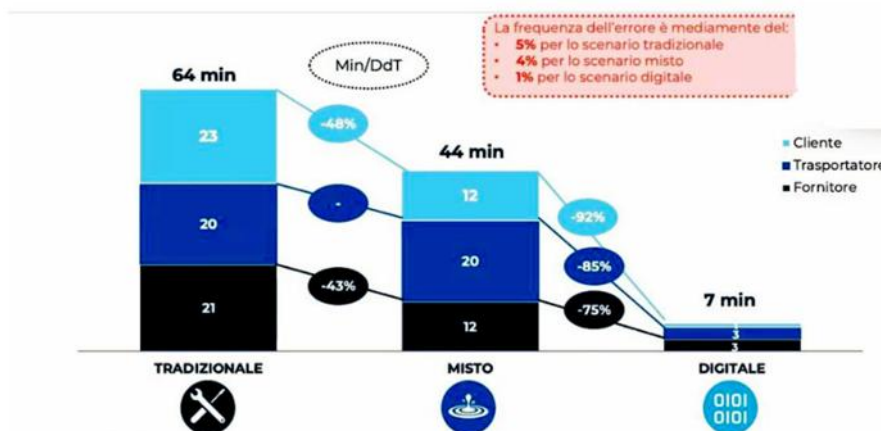 La frequenza dell'errore è mediamente del:
• 5% per lo scenario tradizionale
• 4% per lo scenario misto
• 1% per lo scenario digitale
Min/DdT
64 min
23
20
21
-48%
-
-43%
44 min
12
20
12
-92%
-85%
-75%
7 min
1
3
3
Cliente
Trasportatore
Fornitore
TRADIZIONALE
MISTO
DIGITALE
0101
0101